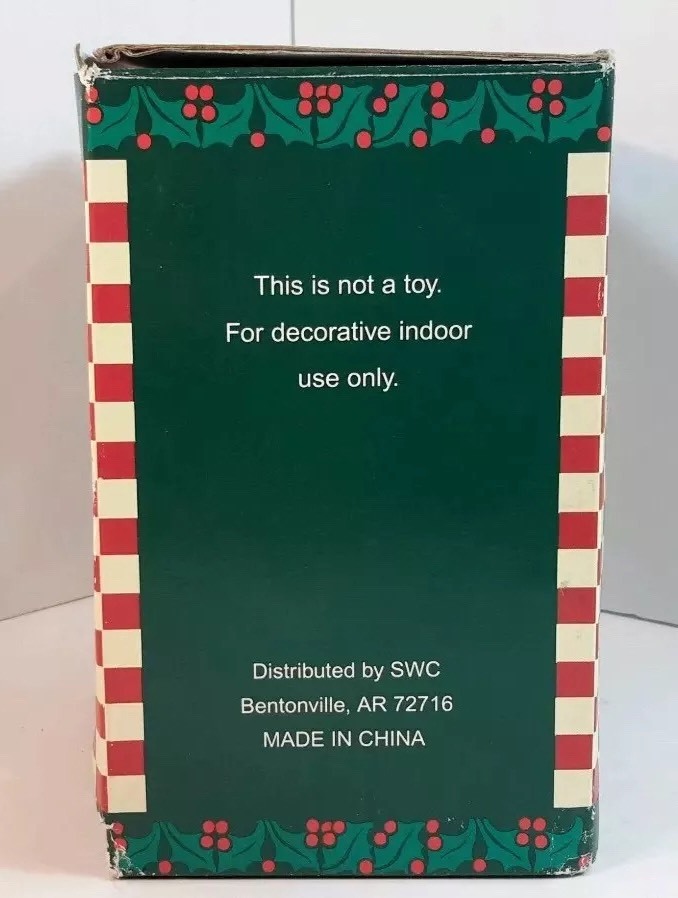 This is not a toy.
For decorative indoor
use only.
Distributed by SWC
Bentonville, AR 72716
MADE IN CHINA